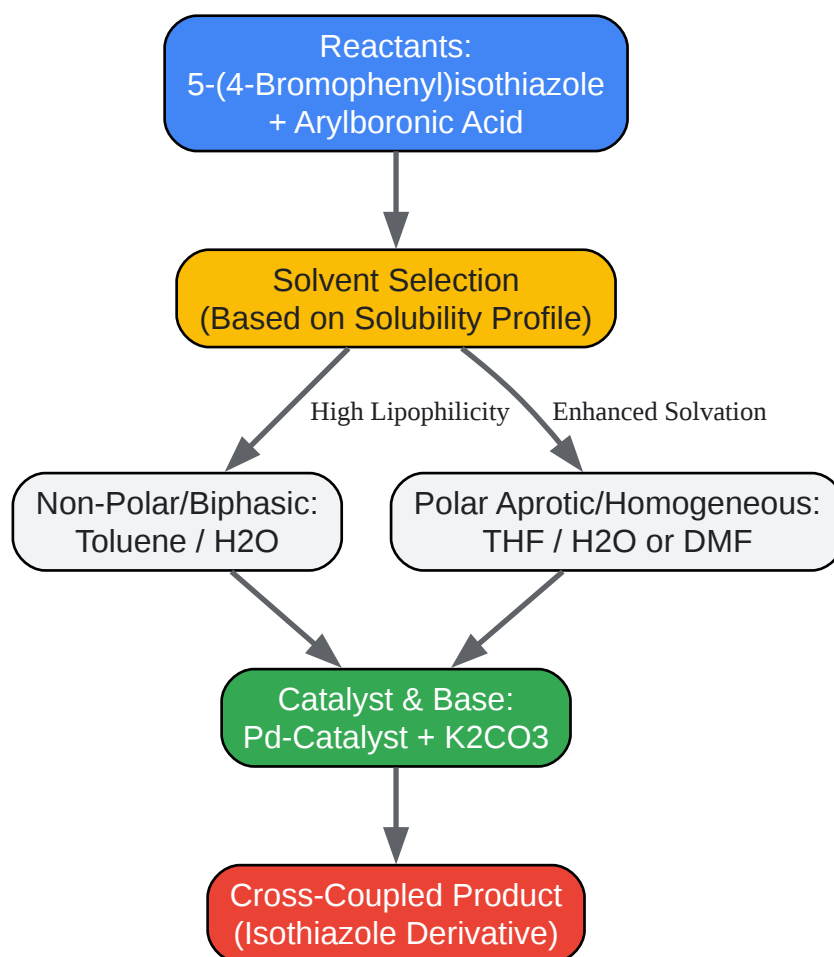 Reactants:
5-(4-Bromophenyl)isothiazole
+ Arylboronic Acid
Solvent Selection
(Based on Solubility Profile)
High Lipophilicity
Enhanced Solvation
Non-Polar/Biphasic:
Toluene / H2O
Polar Aprotic/Homogeneous:
THF / H2O or DMF
Catalyst & Base:
Pd-Catalyst + K2CO3
Cross-Coupled Product
(Isothiazole Derivative)